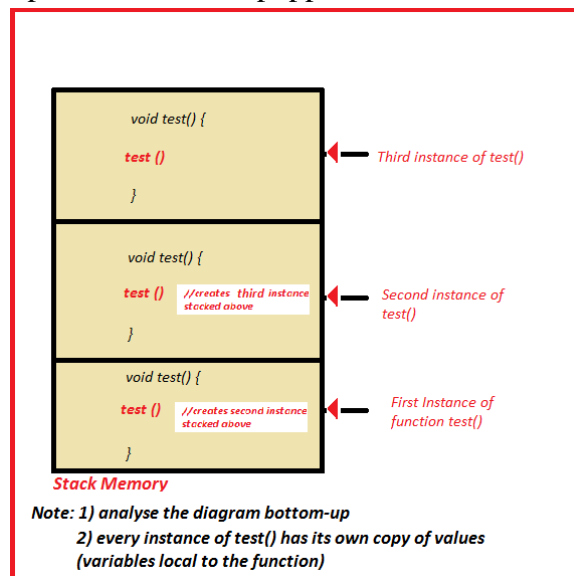 void test() {
test ()
}
Third instance of test()
void test() {
test () //creates third instance
stacked above
}
Second instance of
test()
void test() {
test () //creates second instance
stacked above
}
First Instance of
function test()
Stack Memory
Note: 1) analyse the diagram bottom-up
2) every instance of test() has its own copy of values
(variables local to the function)